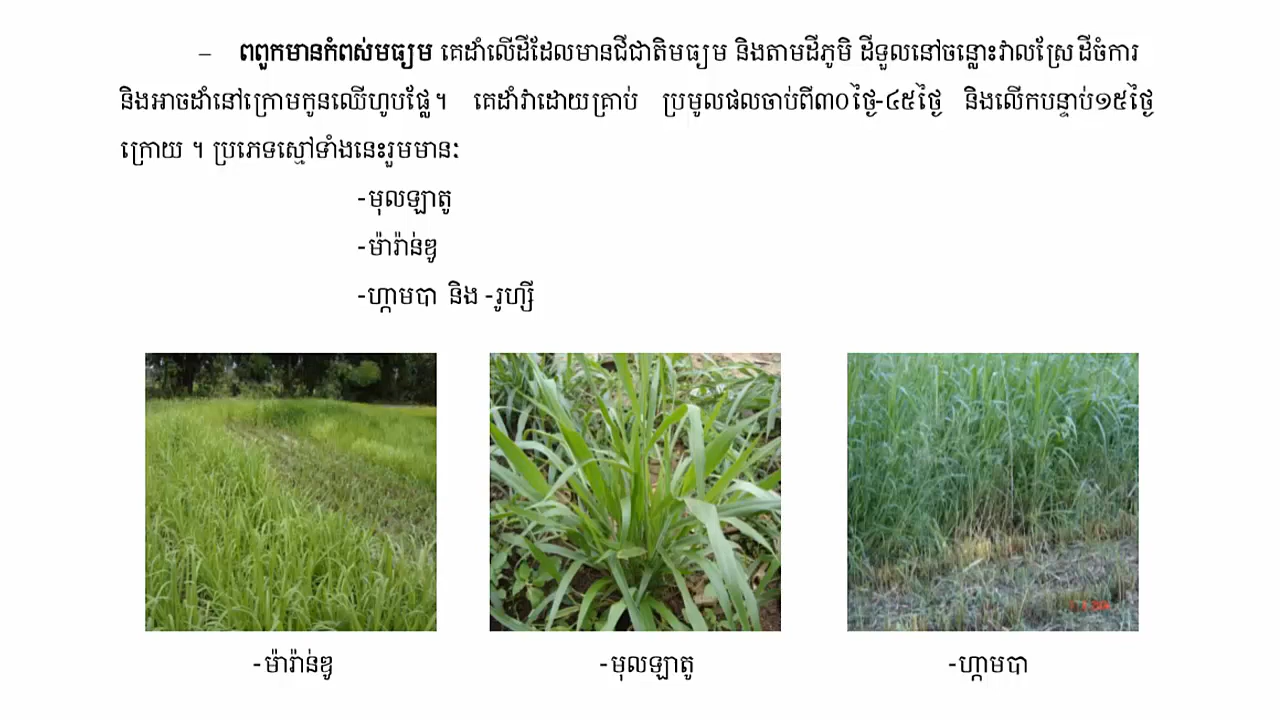 – ពពួកមានកំពស់មធ្យម គេដាំលើដីដែលមានជីជាតិមធ្យម និងតាមដីភូមិ ដីទួលនៅចន្លោះវាលស្រែ ដីចំការ
និងអាចដាំនៅក្រោមកូនឈើហូបផ្លែ។ គេដាំវាដោយគ្រាប់ ប្រមូលផលចាប់ពី៣០ថ្ងៃ-៤៥ថ្ងៃ និងលើកបន្ទាប់១៥ថ្ងៃ
ក្រោយ ។ ប្រភេទស្មៅទាំងនេះរួមមានៈ
-មុលឡាតូ
-ម៉ារ៉ាន់ឌូ
-ហ្គាមបា និង -រូហ្ស៊ី
-ម៉ារ៉ាន់ឌូ
-មុលឡាតូ
-ហ្គាមបា